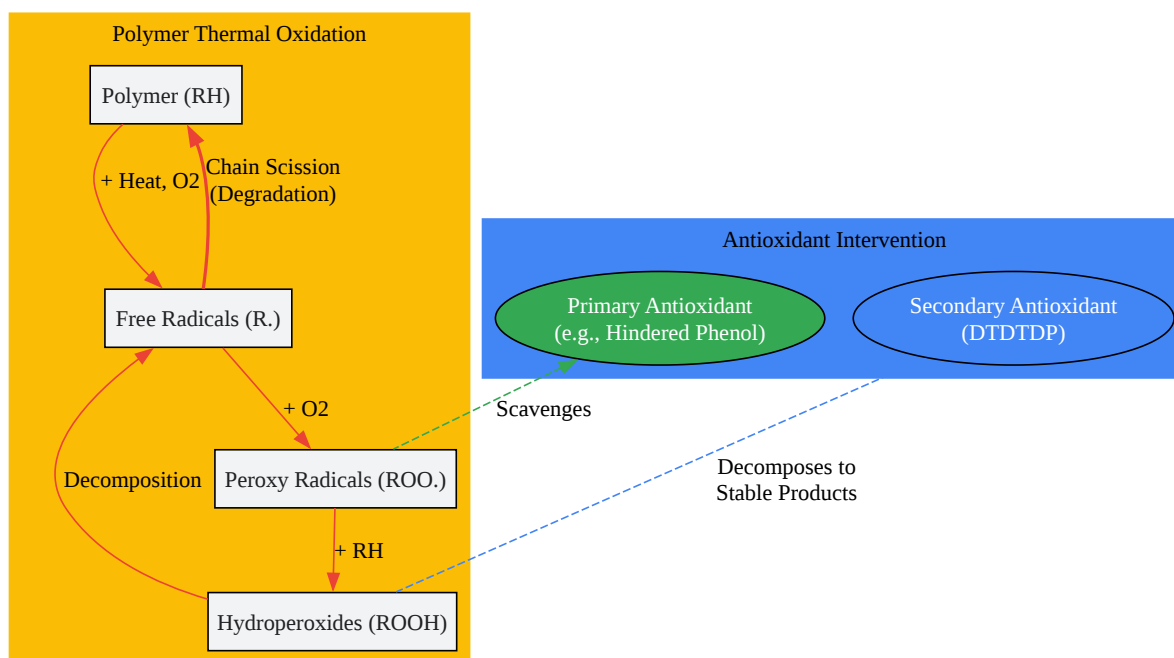 Polymer Thermal Oxidation
Polymer (RH)
+ Heat, O2
Chain Scission
(Degradation)
Free Radicals (R.)
+ O2
Peroxy Radicals (ROO.)
Decomposition
+ RH
Hydroperoxides (ROOH)
Antioxidant Intervention
Primary Antioxidant
(e.g., Hindered Phenol)
Secondary Antioxidant
(DTDTDP)
Scavenges
Decomposes to
Stable Products